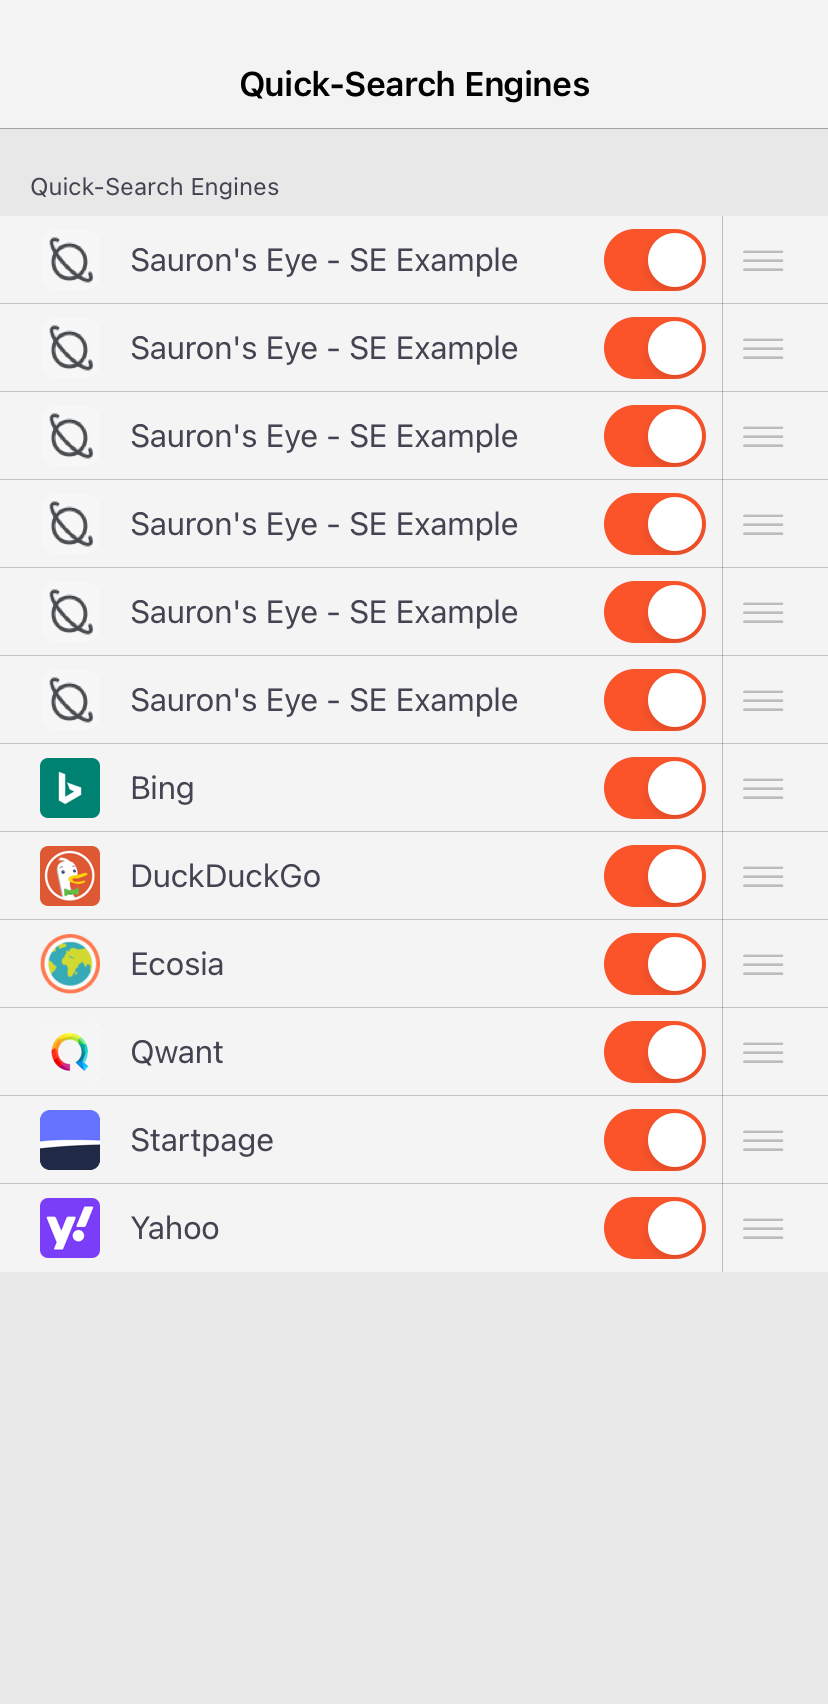 Quick-Search Engines
Quick-Search Engines
Sauron's Eye - SE Example
Sauron's Eye - SE Example
Sauron's Eye - SE Example
Sauron's Eye - SE Example
Sauron's Eye - SE Example
Sauron's Eye - SE Example
Bing
DuckDuckGo
Ecosia
Qwant
Startpage
y! Yahoo